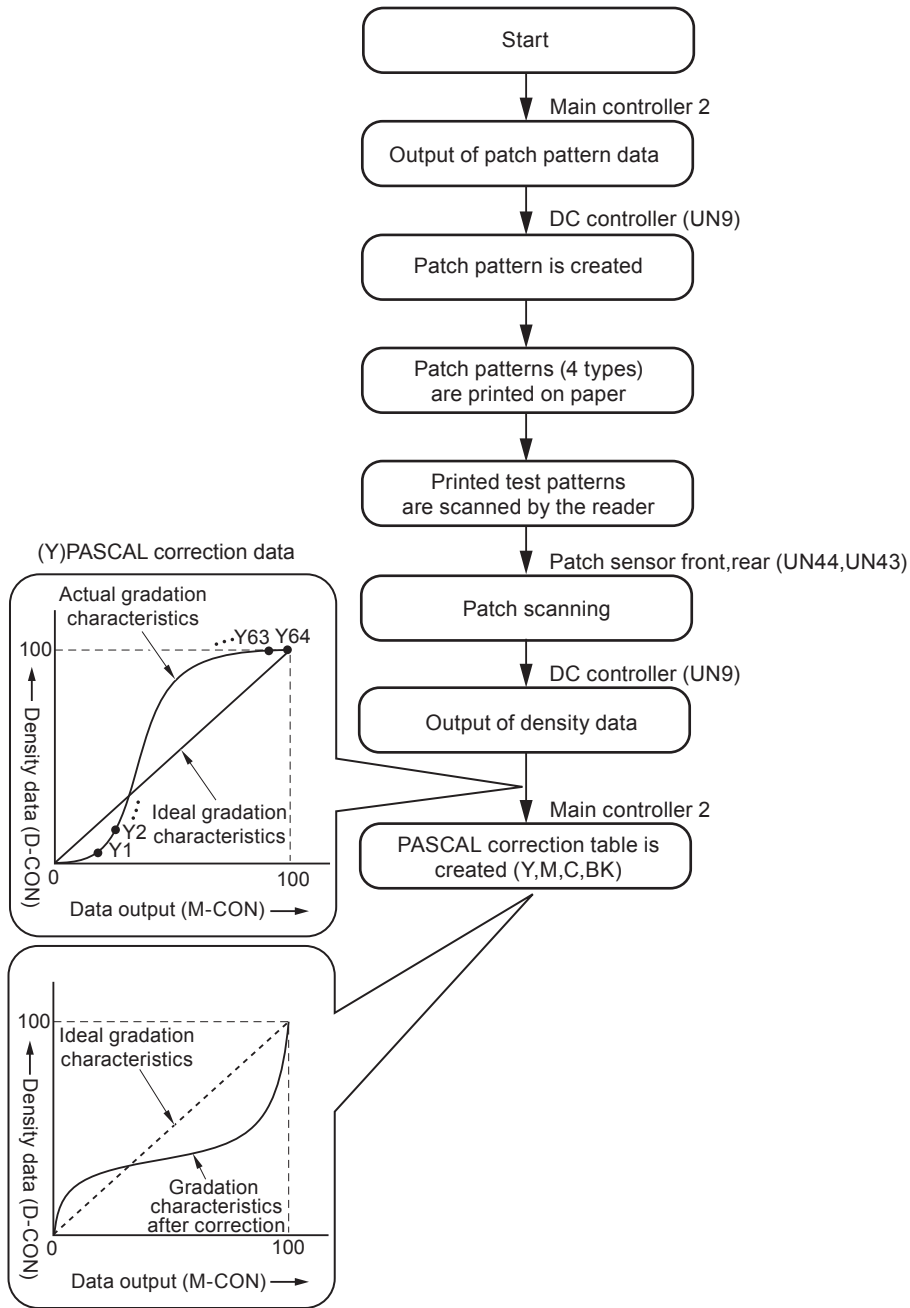 Start
Main controller 2
Output of patch pattern data
DC controller (UN9)
Patch pattern is created
Patch patterns (4 types)
are printed on paper
Printed test patterns
are scanned by the reader
Patch sensor front,rear (UN44,UN43)
Patch scanning
DC controller (UN9)
Output of density data
Main controller 2
PASCAL correction table is
created (Y,M,C,BK)
(Y)PASCAL correction data
Actual gradation
characteristics
Y63 Y64
100
Density data (D-CON)
Ideal gradation
characteristics
Y2
Y1
0
100
Data output (M-CON)
100
Ideal gradation
characteristics
Density data (D-CON)
Gradation
characteristics
after correction
0
100
Data output (M-CON)